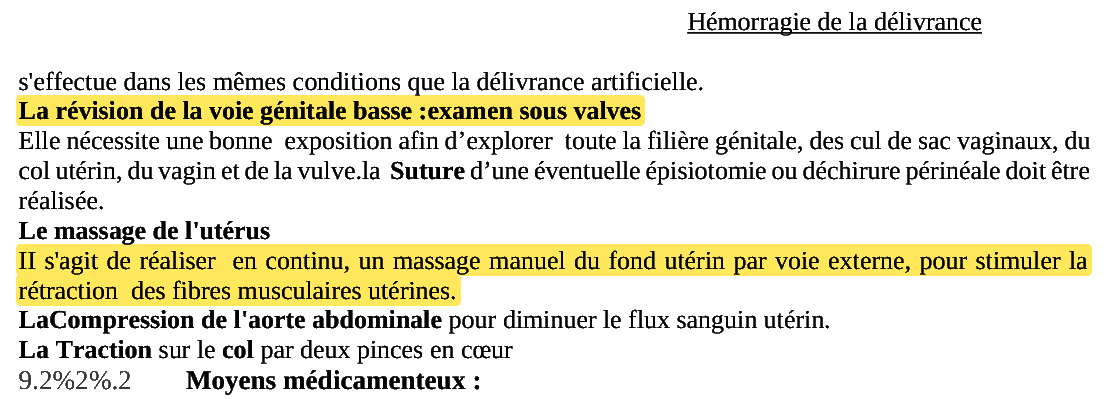 Hémorragie de la délivrance
s'effectue dans les mêmes conditions que la délivrance artificielle.
La révision de la voie génitale basse :examen sous valves
Elle nécessite une bonne exposition afin d’explorer toute la filière génitale, des cul de sac vaginaux, du
col utérin, du vagin et de la vulve.la Suture d’une éventuelle épisiotomie ou déchirure périnéale doit être
réalisée.
Le massage de l'utérus
II s'agit de réaliser en continu, un massage manuel du fond utérin par voie externe, pour stimuler la
rétraction des fibres musculaires utérines.
LaCompression de l'aorte abdominale pour diminuer le flux sanguin utérin.
La Traction sur le col par deux pinces en cœur
9.2%2%.2 Moyens médicamenteux :